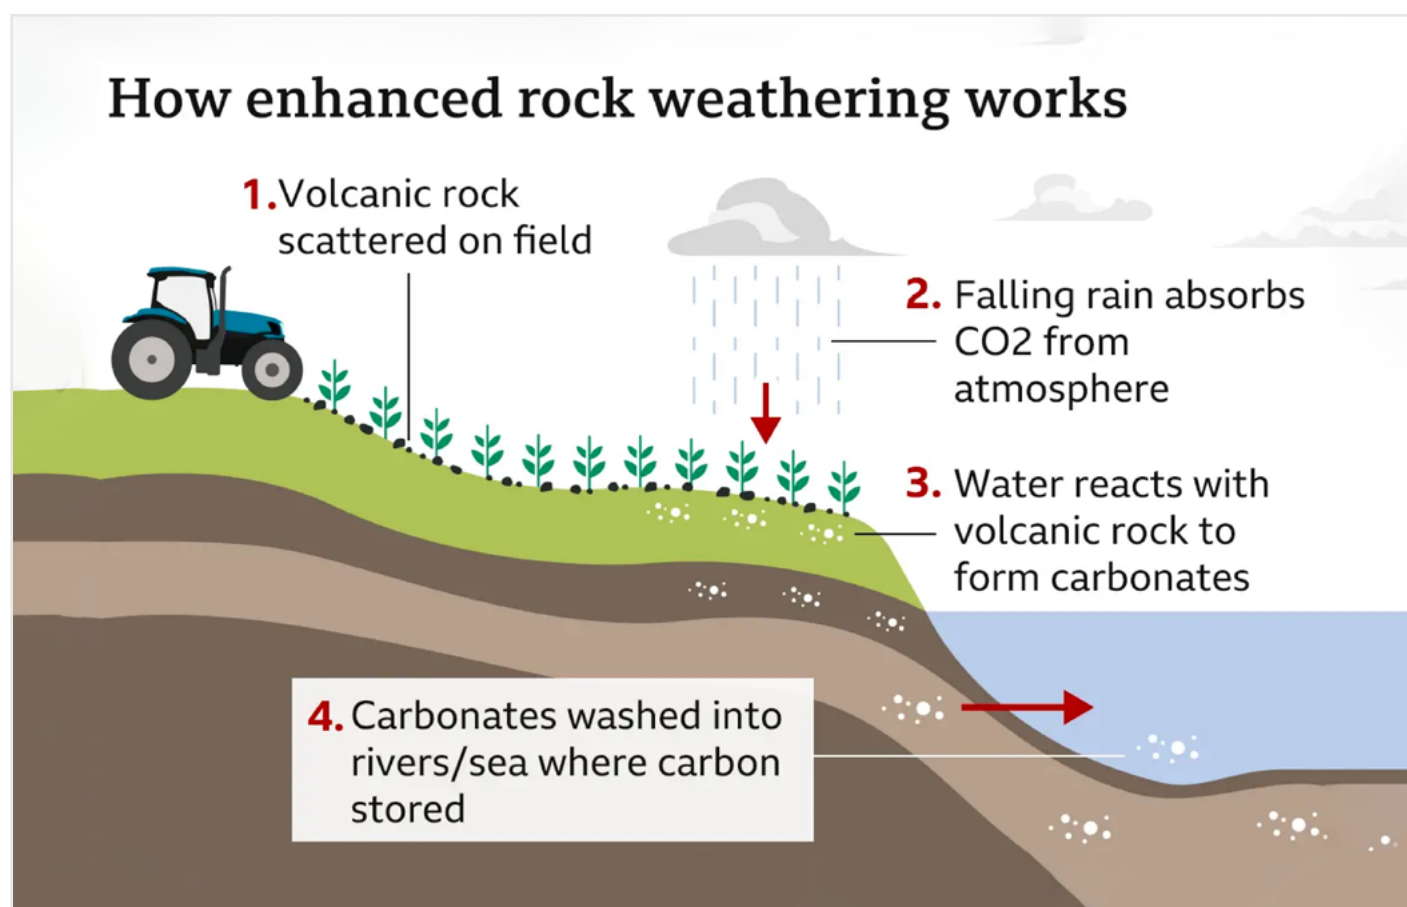 How enhanced rock weathering works
1.Volcanic rock
scattered on field
2. Falling rain absorbs
CO2 from
atmosphere
3. Water reacts with
volcanic rock to
form carbonates
4. Carbonates washed into
rivers/sea where carbon
stored